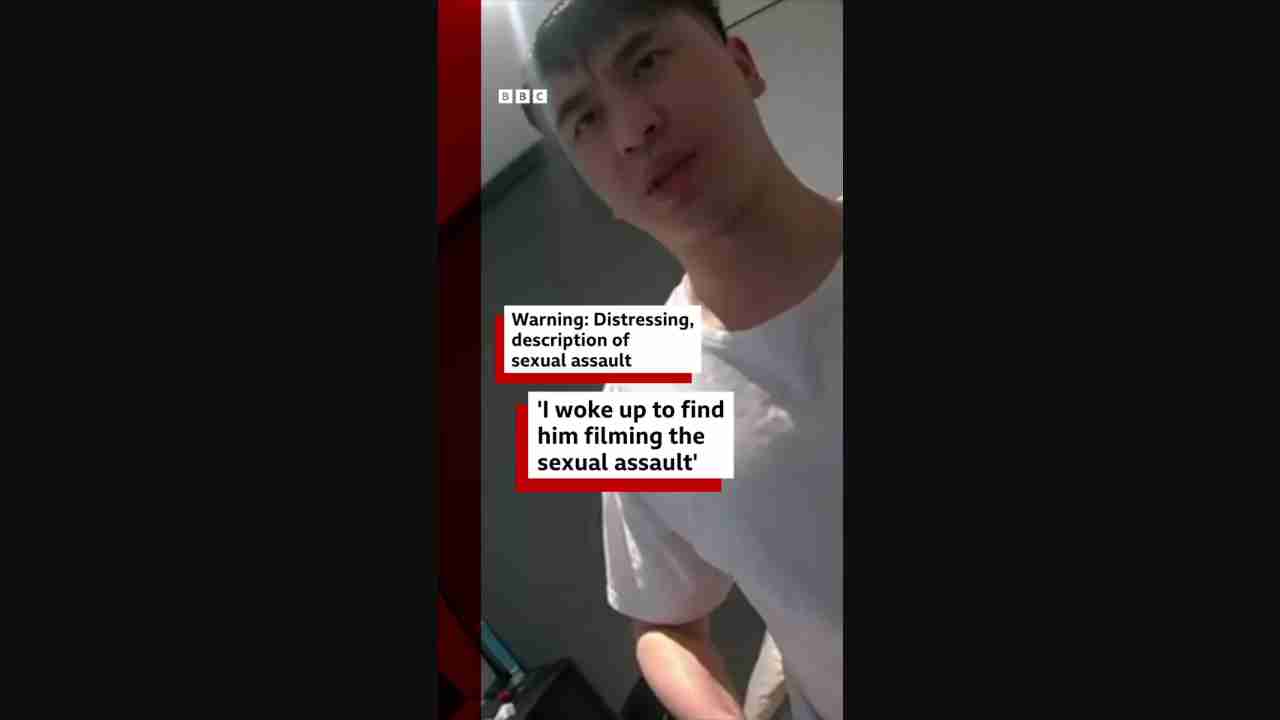 BBC
Warning: Distressing,
description of
sexual assault
'I woke up to find
him filming the
sexual assault'